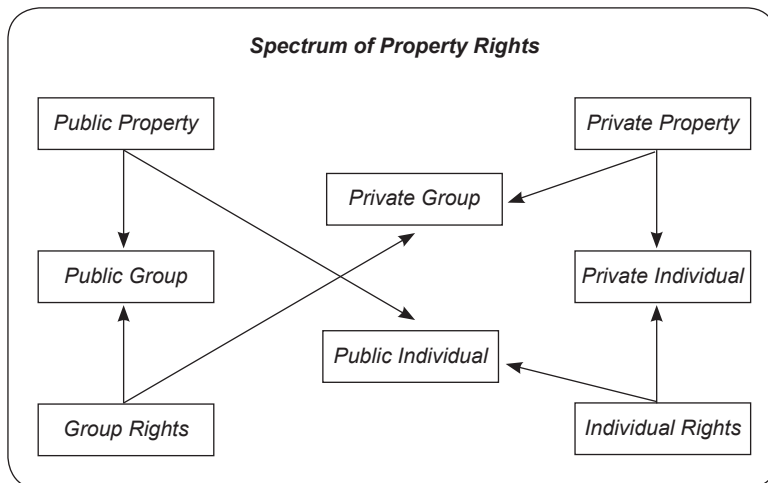 Spectrum of Property Rights
Public Property
Private Property
Private Group
Public Group
Private Individual
Public Individual
Group Rights
Individual Rights